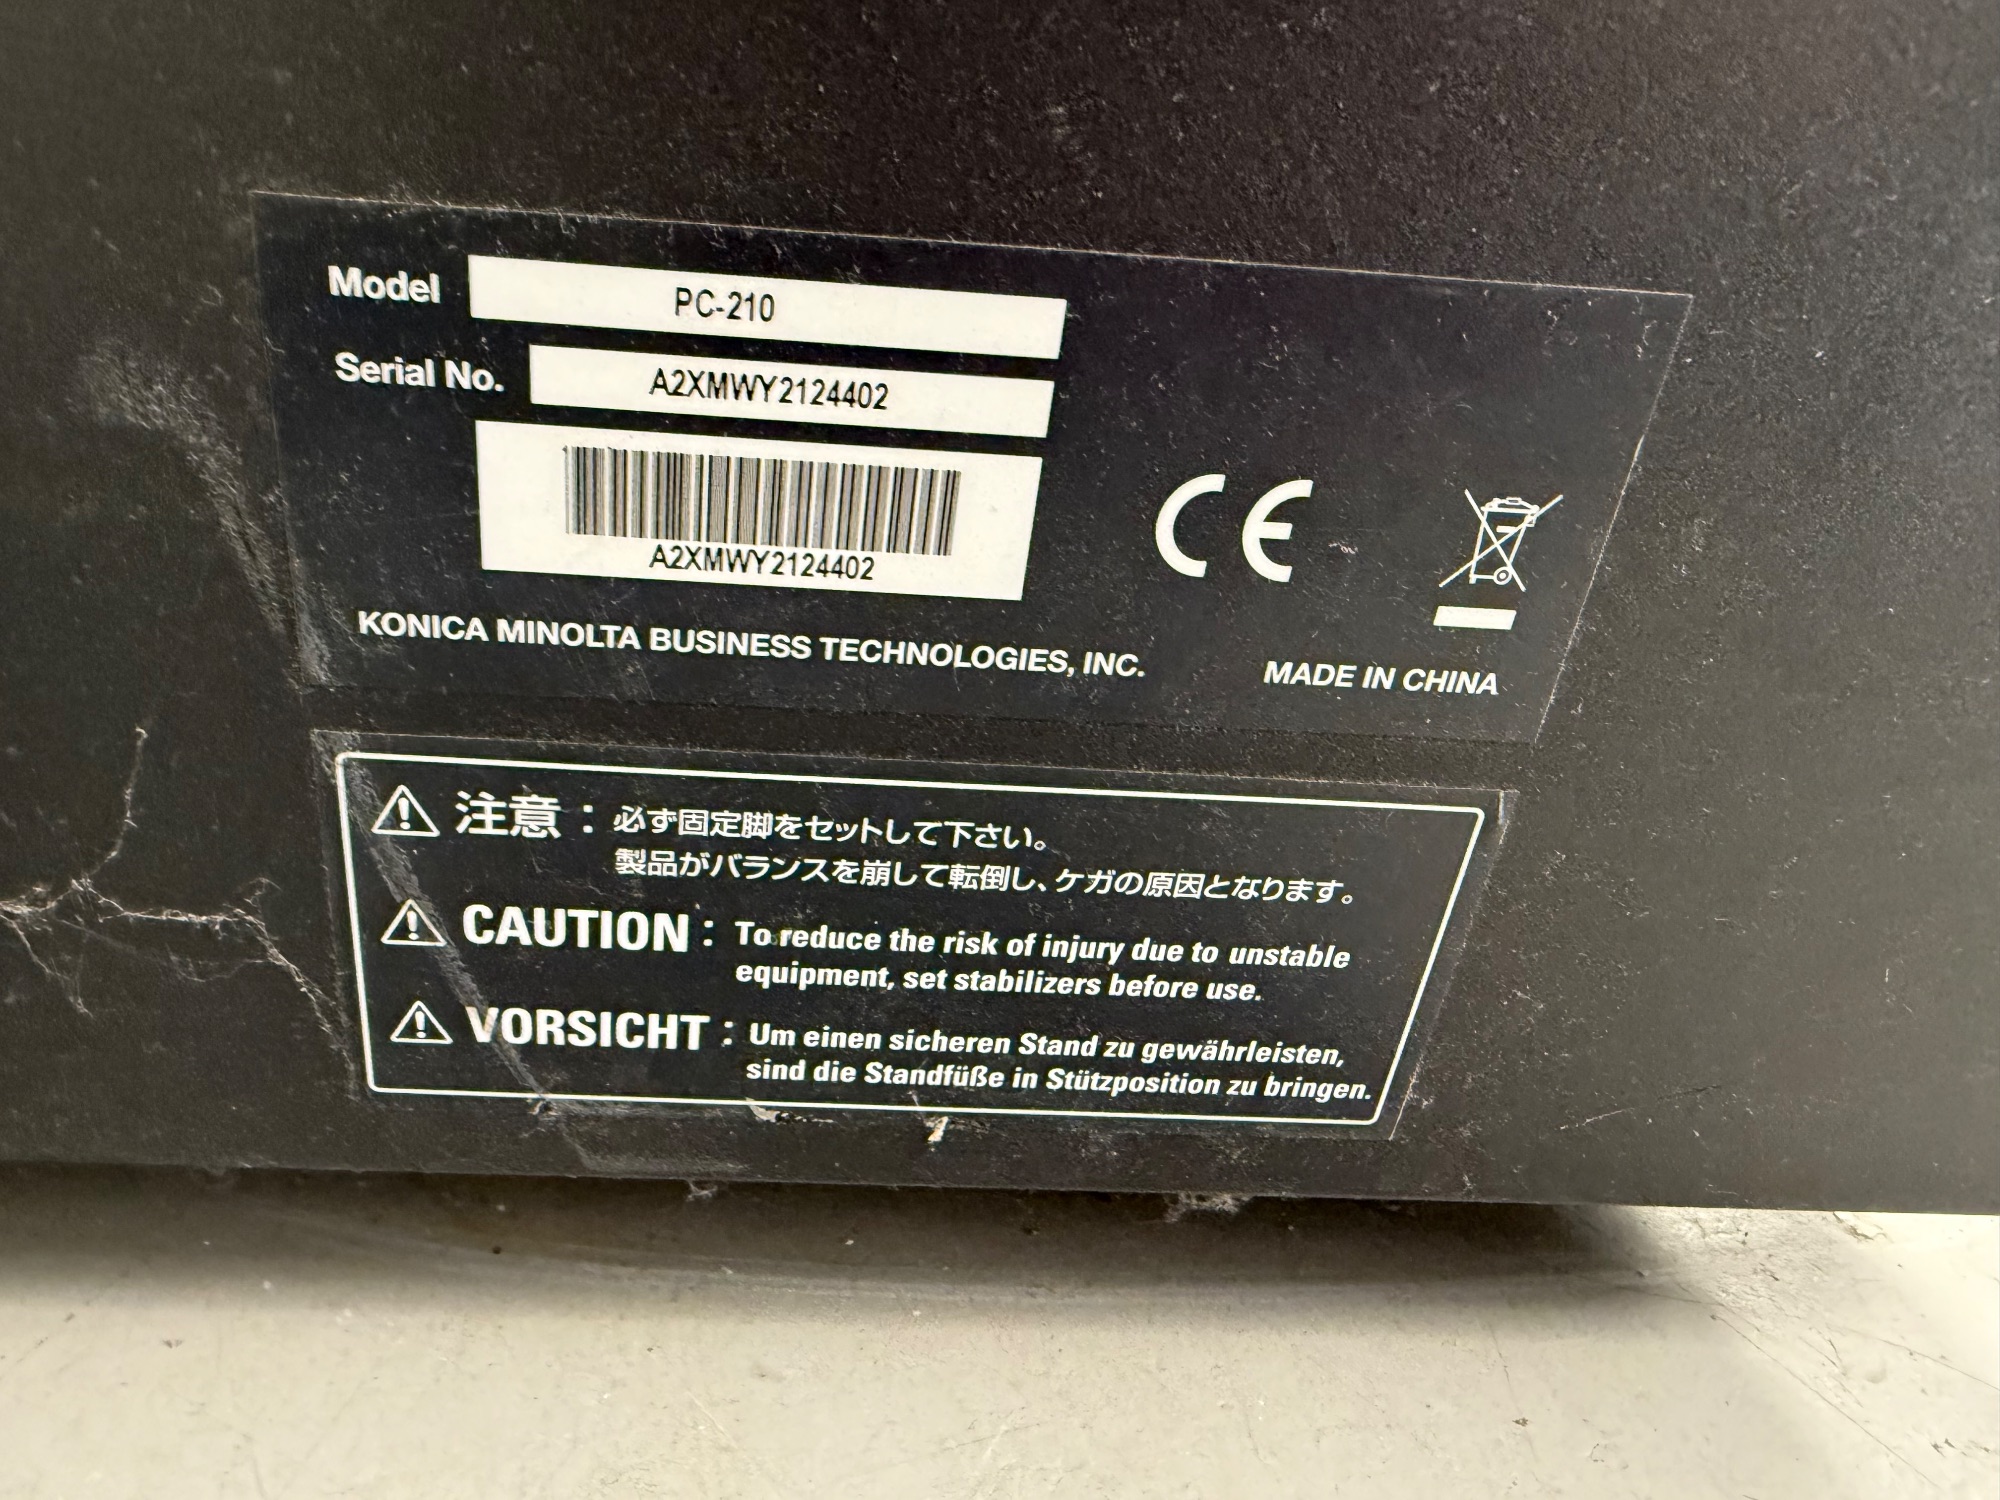 Model PC-210
Serial No. A2XMWY2124402
A2XMWY2124402
CE
KONICA MINOLTA BUSINESS TECHNOLOGIES, INC. MADE IN CHINA
注意：必ず固定脚をセットして下さい。
製品がバランスを崩して転倒し、ケガの原因となります。
CAUTION : To reduce the risk of injury due to unstable
equipment, set stabilizers before use.
VORSICHT : Um einen sicheren Stand zu gewährleisten,
sind die Standfüße in Stützposition zu bringen.